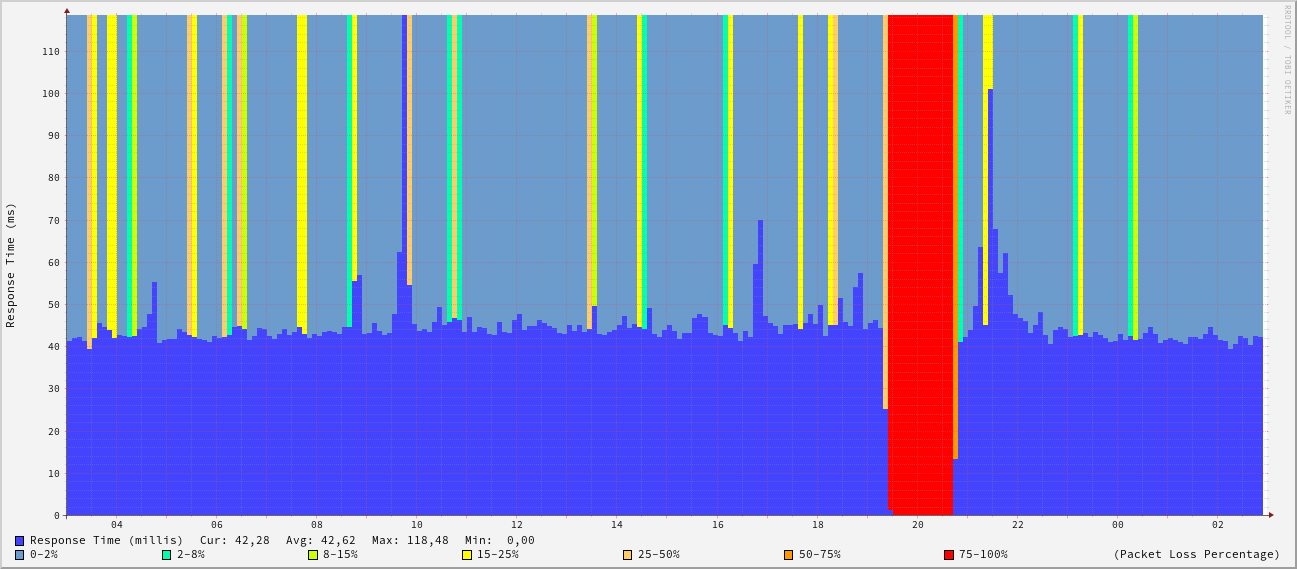 RRDTOOL / TOBI OETIKER
Response Time (ms)
110
100
90
80
70
60
50
40
30
20
10
0
04 06 08 10 12 14 16 18 20 22 00 02
Response Time (millis) Cur: 42,28 Avg: 42,62 Max: 118,48 Min: 0,00
0-2% 2-8% 8-15% 15-25% 25-50% 50-75% 75-100% (Packet Loss Percentage)